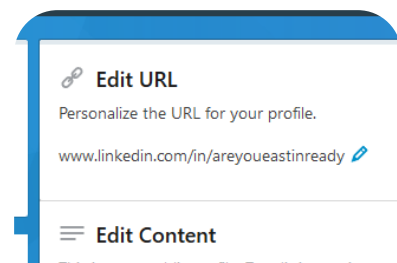 Edit URL
Personalize the URL for your profile.
www.linkedin.com/in/areyoueastinready
Edit Content